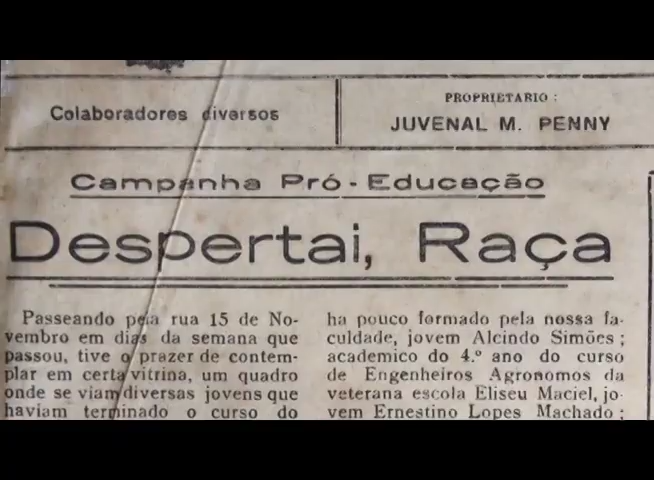 Colaboradores diversos
PROPRIETARIO :
JUVENAL M. PENNY
Campanha Pró-Educação
Despertai, Raça
Passeando pela rua 15 de No-
vembro em dias da semana que
passou, tive o prazer de contem-
plar em certa vitrina, um quadro
onde se viam diversas jovens que
haviam terminado o curso do
ha pouco formado pela nossa fa-
culdade, jovem Alcindo Simões ;
academico do 4.º ano do curso
de Engenheiros Agronomos da
veterana escola Eliseu Maciel, jo-
vem Ernestino Lopes Machado ;